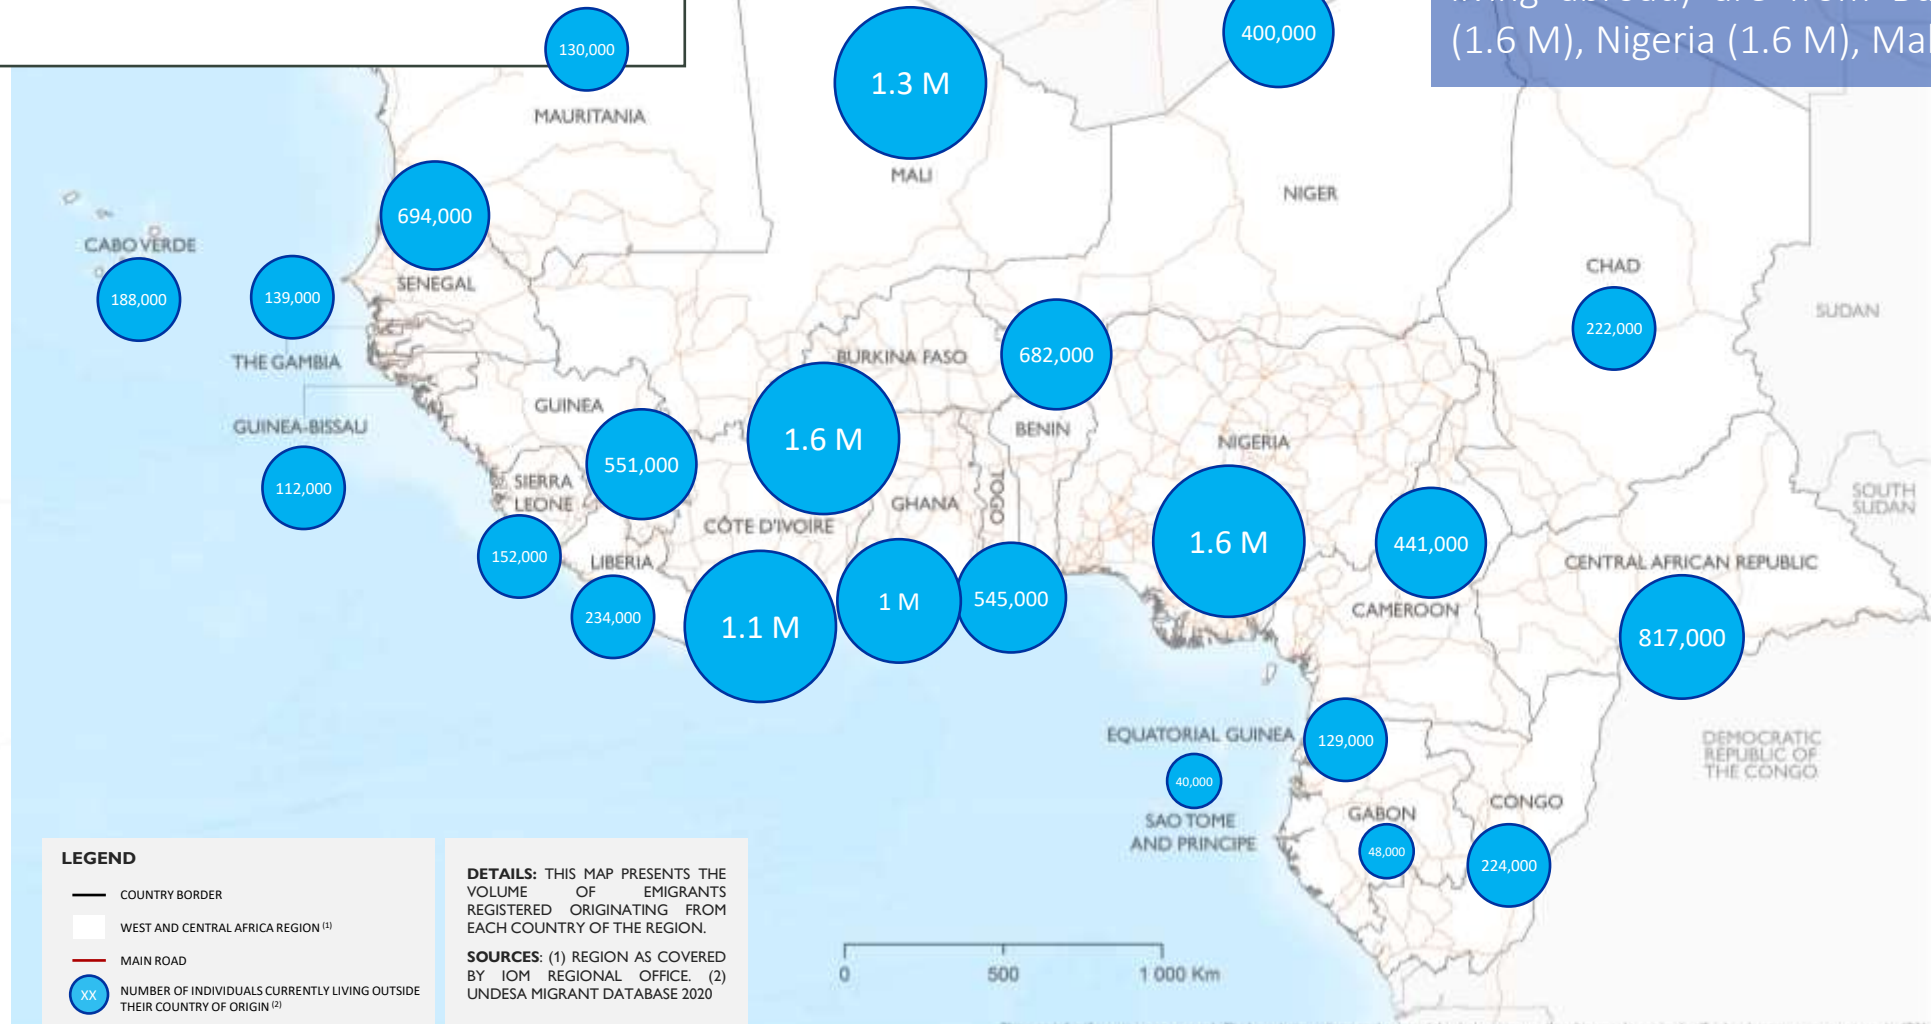 (1.6 M), Nigeria (1.6 M), Mal
130,000
1.3 M
400,000
MAURITANIA
MALI
NIGER
694,000
CABO VERDE
SENEGAL
188,000
139,000
CHAD
222,000
SUDAN
THE GAMBIA
BURKINA FASO
682,000
GUINEA
GUINEA-BISSAU
1.6 M
BENIN
NIGERIA
551,000
112,000
SIERRA
LEONE
GHANA
TOGO
SOUTH
SUDAN
CÔTE D'IVOIRE
152,000
LIBERIA
1.6 M
441,000
CENTRAL AFRICAN REPUBLIC
234,000
1.1 M
1 M
545,000
CAMEROON
817,000
EQUATORIAL GUINEA
129,000
DEMOCRATIC
REPUBLIC OF
THE CONGO
40,000
SAO TOME
AND PRINCIPE
GABON
CONGO
48,000
224,000
LEGEND
COUNTRY BORDER
WEST AND CENTRAL AFRICA REGION (1)
MAIN ROAD
XX
NUMBER OF INDIVIDUALS CURRENTLY LIVING OUTSIDE
THEIR COUNTRY OF ORIGIN (2)
DETAILS: THIS MAP PRESENTS THE
VOLUME OF EMIGRANTS
REGISTERED ORIGINATING FROM
EACH COUNTRY OF THE REGION.
SOURCES: (1) REGION AS COVERED
BY IOM REGIONAL OFFICE. (2)
UNDESA MIGRANT DATABASE 2020
0 500 1 000 Km